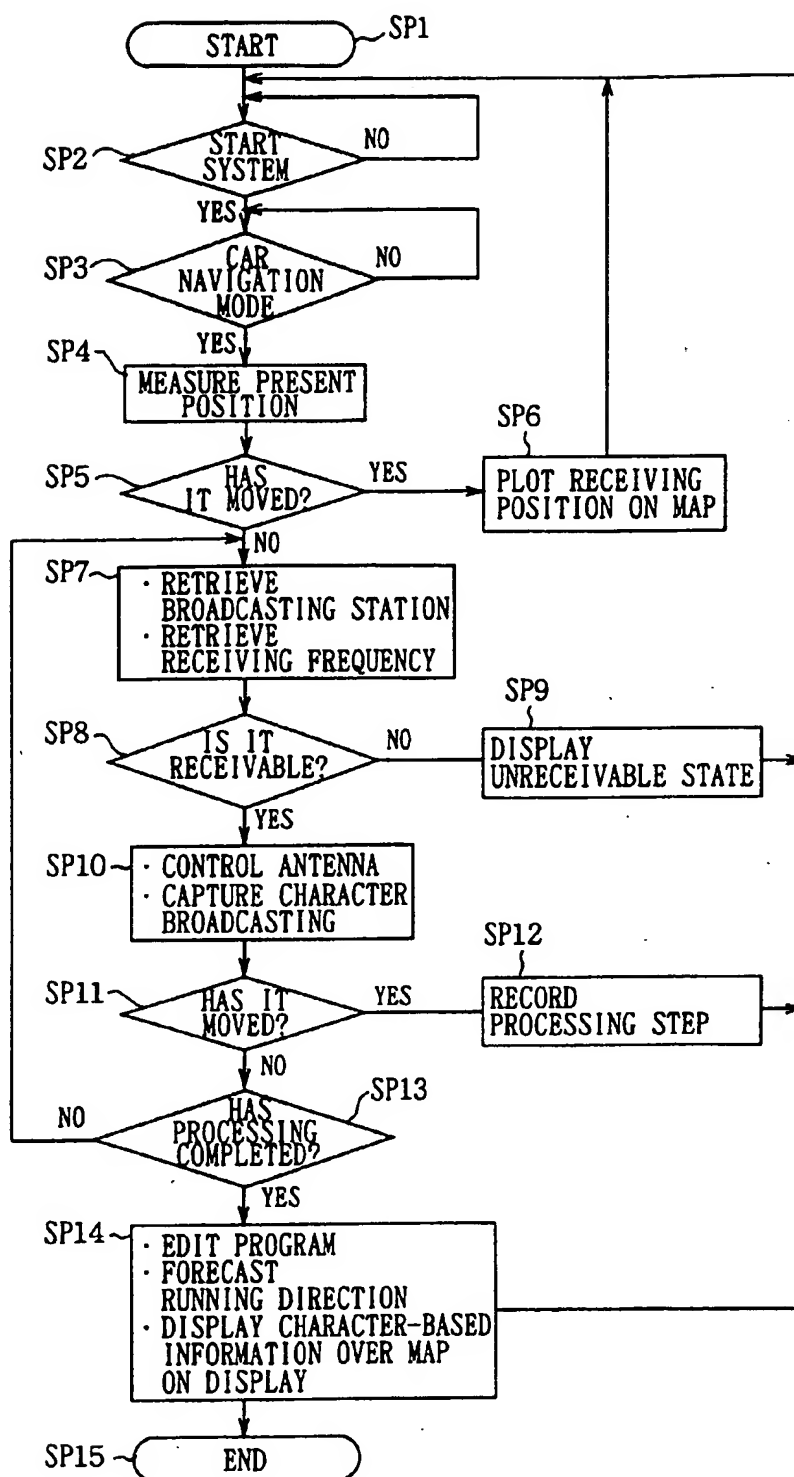 START
SP1
SP2
START
SYSTEM
NO
YES
SP3
CAR
NAVIGATION
MODE
NO
YES
SP4
MEASURE PRESENT
POSITION
SP5
HAS
IT MOVED?
YES
SP6
PLOT RECEIVING
POSITION ON MAP
NO
SP7
· RETRIEVE
BROADCASTING STATION
· RETRIEVE
RECEIVING FREQUENCY
SP8
IS IT
RECEIVABLE?
NO
SP9
DISPLAY
UNRECEIVABLE STATE
YES
SP10
· CONTROL ANTENNA
· CAPTURE CHARACTER
BROADCASTING
SP11
HAS IT
MOVED?
YES
SP12
RECORD
PROCESSING STEP
NO
SP13
NO
HAS
PROCESSING
COMPLETED?
YES
SP14
· EDIT PROGRAM
· FORECAST
RUNNING DIRECTION
· DISPLAY CHARACTER-BASED
INFORMATION OVER MAP
ON DISPLAY
SP15
END